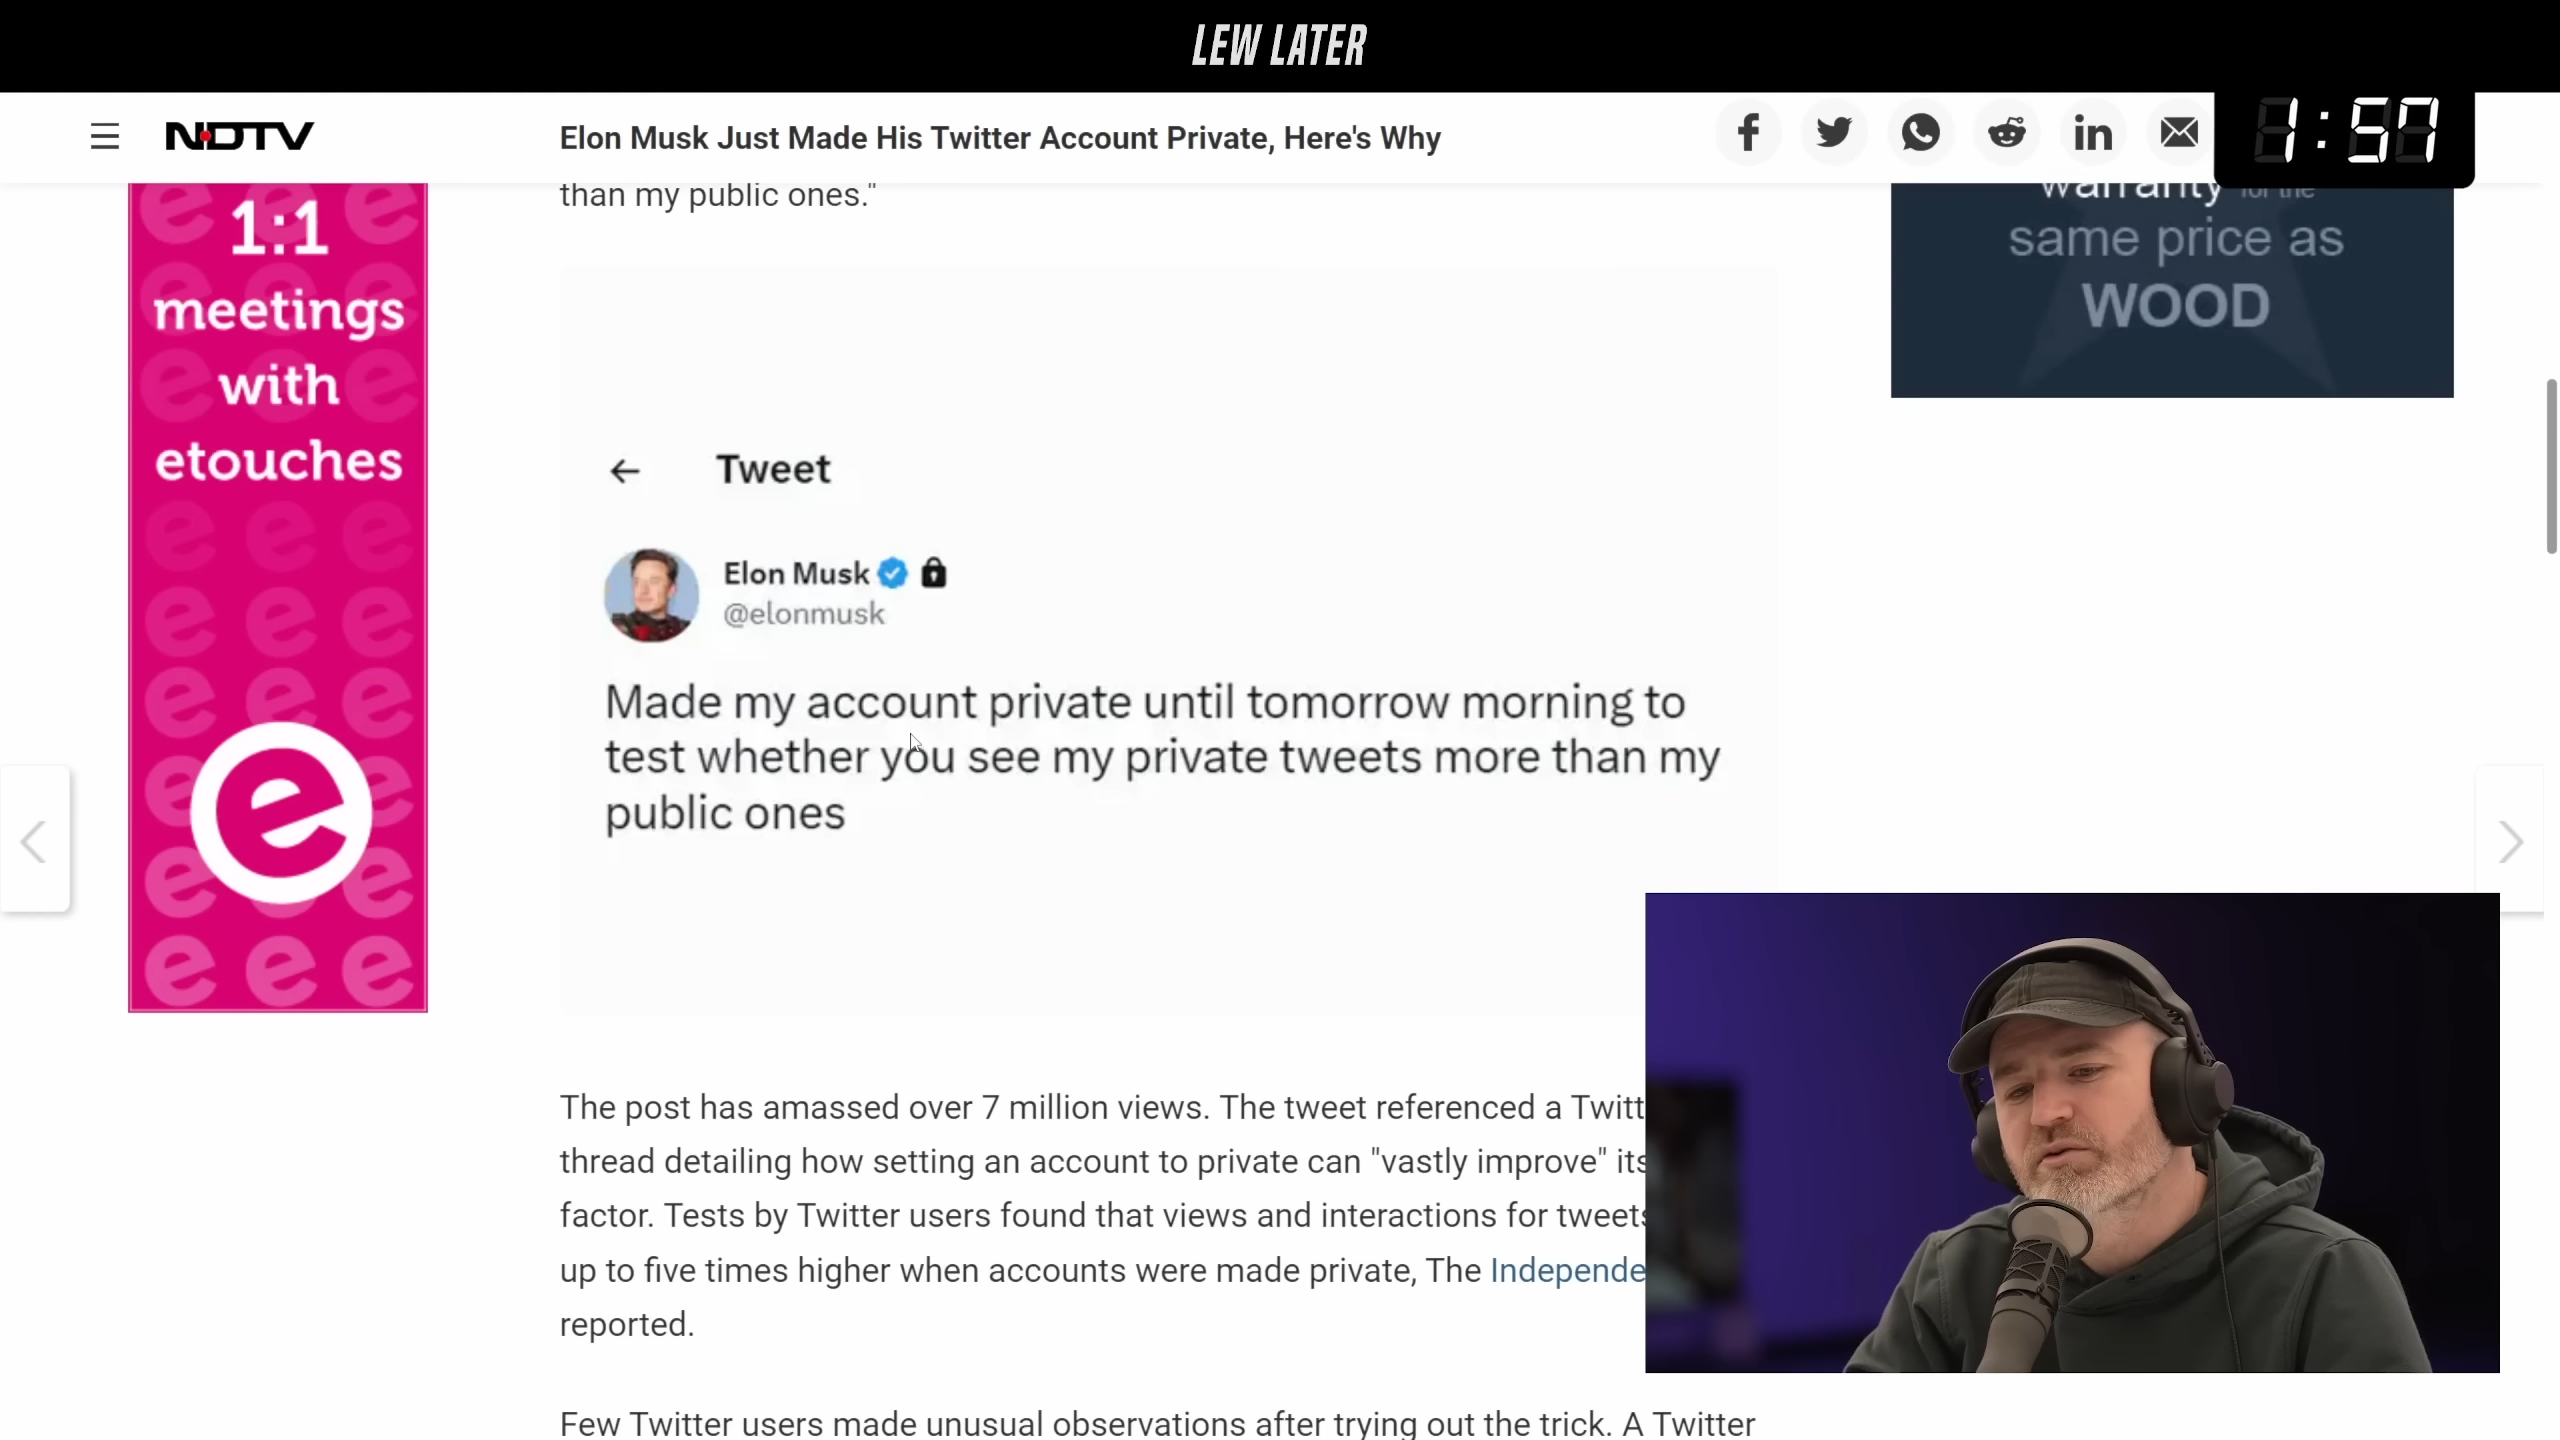 LEW LATER
NDTV
Elon Musk Just Made His Twitter Account Private, Here's Why
1:57
than my public ones."
1:1
meetings
with
etouches
e
warranty for the
same price as
WOOD
Tweet
Elon Musk
@elonmusk
Made my account private until tomorrow morning to
test whether you see my private tweets more than my
public ones
The post has amassed over 7 million views. The tweet referenced a Twitt
thread detailing how setting an account to private can "vastly improve" its
factor. Tests by Twitter users found that views and interactions for tweets
up to five times higher when accounts were made private, The Independe
reported.
Few Twitter users made unusual observations after trying out the trick. A Twitter